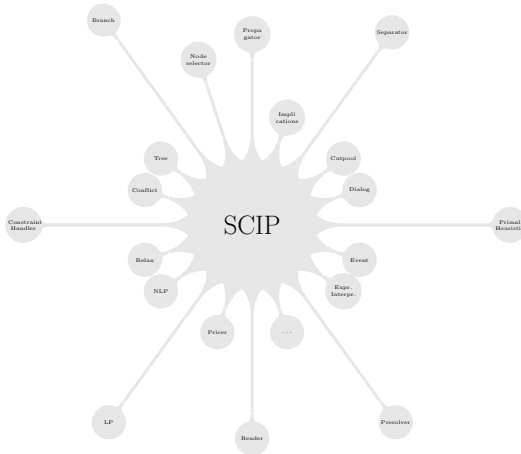 Branch
Propa
gator
Separator
Node
selector
Impli
cations
Tree
Cutpool
Conflict
Dialog
Constraint
Handler
SCIP
Primal
Heuristic
Relax
Event
NLP
Expr.
Interpr.
Pricer
...
LP
Presolver
Reader